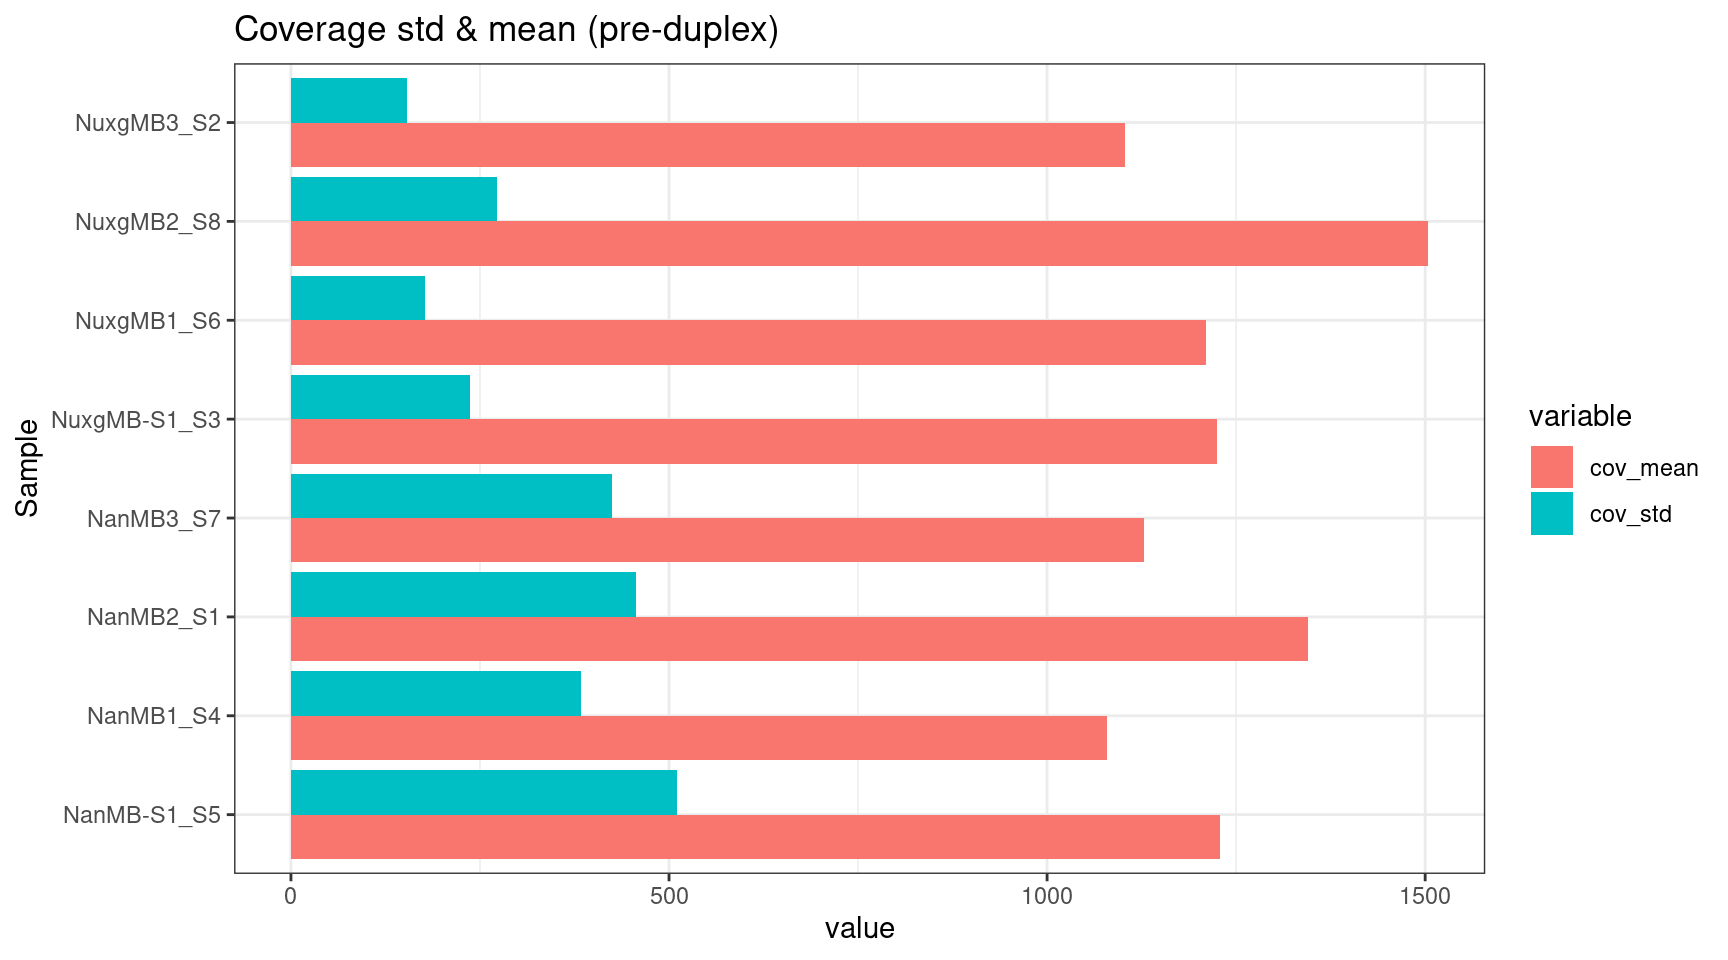 Coverage std & mean (pre-duplex)
NuxgMB3_S2
NuxgMB2_S8
NuxgMB1_S6
NuxgMB-S1_S3
NanMB3_S7
NanMB2_S1
NanMB1_S4
NanMB-S1_S5
Sample
0
500
1000
1500
value
variable
cov_mean
cov_std